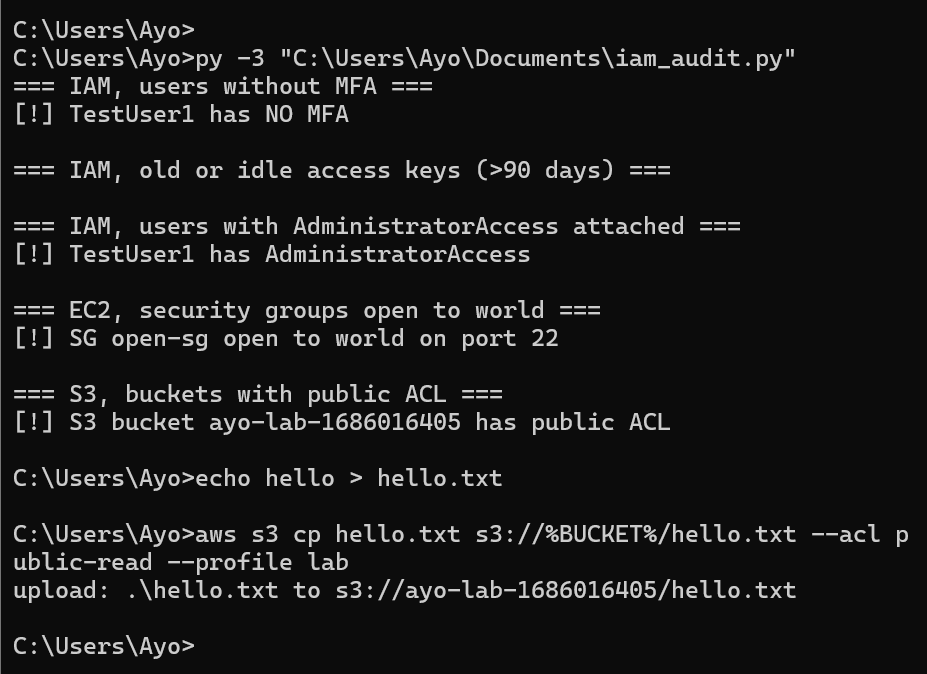 C:\Users\Ayo>
C:\Users\Ayo>py -3 "C:\Users\Ayo\Documents\iam_audit.py"
=== IAM, users without MFA ===
[!] TestUser1 has NO MFA
=== IAM, old or idle access keys (>90 days) ===
=== IAM, users with AdministratorAccess attached ===
[!] TestUser1 has AdministratorAccess
=== EC2, security groups open to world ===
[!] SG open-sg open to world on port 22
=== S3, buckets with public ACL ===
[!] S3 bucket ayo-lab-1686016405 has public ACL
C:\Users\Ayo>echo hello > hello.txt
C:\Users\Ayo>aws s3 cp hello.txt s3://%BUCKET%/hello.txt --acl p
ublic-read --profile lab
upload: .\hello.txt to s3://ayo-lab-1686016405/hello.txt
C:\Users\Ayo>